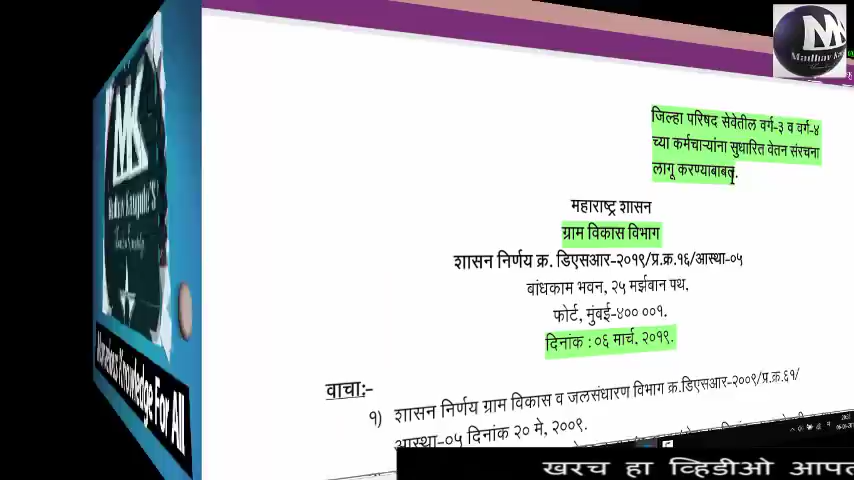 जिल्हा परिषद सेवेतील वर्ग-३ व वर्ग-४
च्या कर्मचाऱ्यांना सुधारित वेतन संरचना
लागू करण्याबाबत.
महाराष्ट्र शासन
ग्राम विकास विभाग
शासन निर्णय क्र. डिएसआर-२०१९/प्र.क्र.१६/आस्था-०५
बांधकाम भवन, २५ मर्झबान पथ,
फोर्ट, मुंबई-४०० ००१.
दिनांक : ०६ मार्च, २०१९.
वाचा:-
१) शासन निर्णय ग्राम विकास व जलसंधारण विभाग क्र.डिएसआर-२००९/प्र.क्र.६१/
आस्था-०५ दिनांक २० मे, २००९.
MK
Numerous Knowledge For All
खरच हा व्हिडीओ आपल